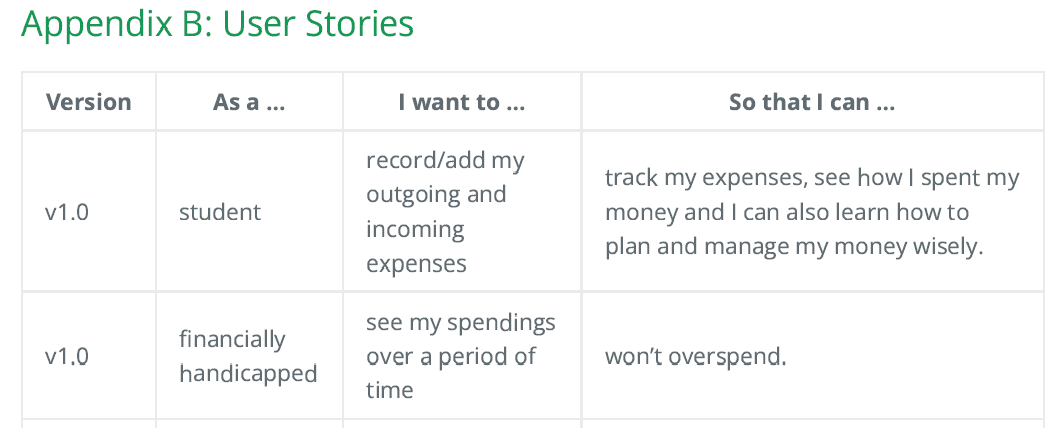 Appendix B: User Stories
Version As a ... I want to ... So that I can ...
v1.0
student
record/add my
outgoing and
incoming
expenses
track my expenses, see how I spent my
money and I can also learn how to
plan and manage my money wisely.
v1.0
financially
handicapped
see my spendings
over a period of
time
won’t overspend.